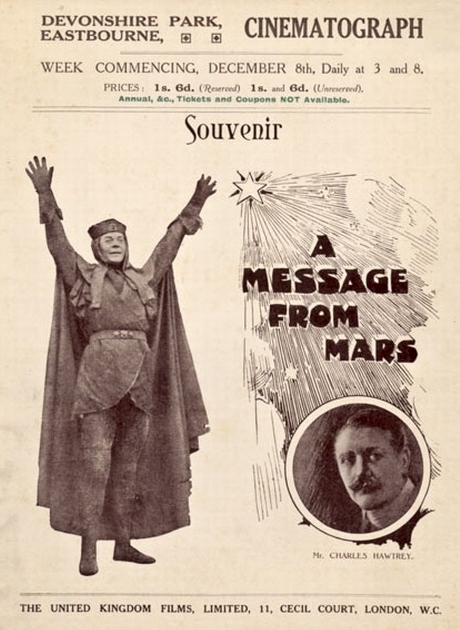 DEVONSHIRE PARK,
EASTBOURNE,
CINEMATOGRAPH
WEEK COMMENCING, DECEMBER 8th, Daily at 3 and 8.
PRICES: 1s. 6d. (Reserved) 1s. and 6d. (Unreserved).
Annual, &c., Tickets and Coupons NOT Available.
Souvenir
A
MESSAGE
FROM
MARS
Mr. CHARLES HAWTREY.
THE UNITED KINGDOM FILMS, LIMITED, 11, CECIL COURT, LONDON, W.C.